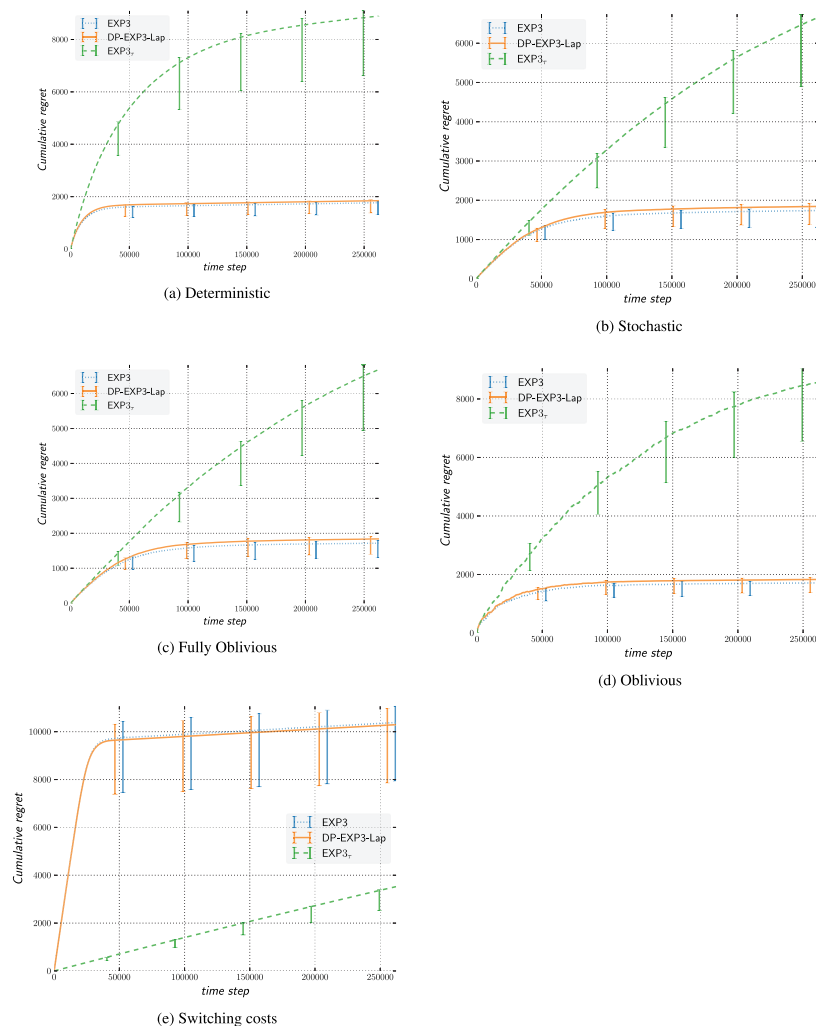 EXP3
DP-EXP3-Lap
EXP3τ
Cumulative regret
8000
6000
4000
2000
0
0 50000 100000 150000 200000 250000
time step
(a) Deterministic
EXP3
DP-EXP3-Lap
EXP3τ
Cumulative regret
6000
5000
4000
3000
2000
1000
0
0 50000 100000 150000 200000 250000
time step
(b) Stochastic
EXP3
DP-EXP3-Lap
EXP3τ
Cumulative regret
6000
5000
4000
3000
2000
1000
0
0 50000 100000 150000 200000 250000
time step
(c) Fully Oblivious
EXP3
DP-EXP3-Lap
EXP3τ
Cumulative regret
8000
6000
4000
2000
0
0 50000 100000 150000 200000 250000
time step
(d) Oblivious
Cumulative regret
10000
8000
6000
4000
2000
0
EXP3
DP-EXP3-Lap
EXP3τ
0 50000 100000 150000 200000 250000
time step
(e) Switching costs